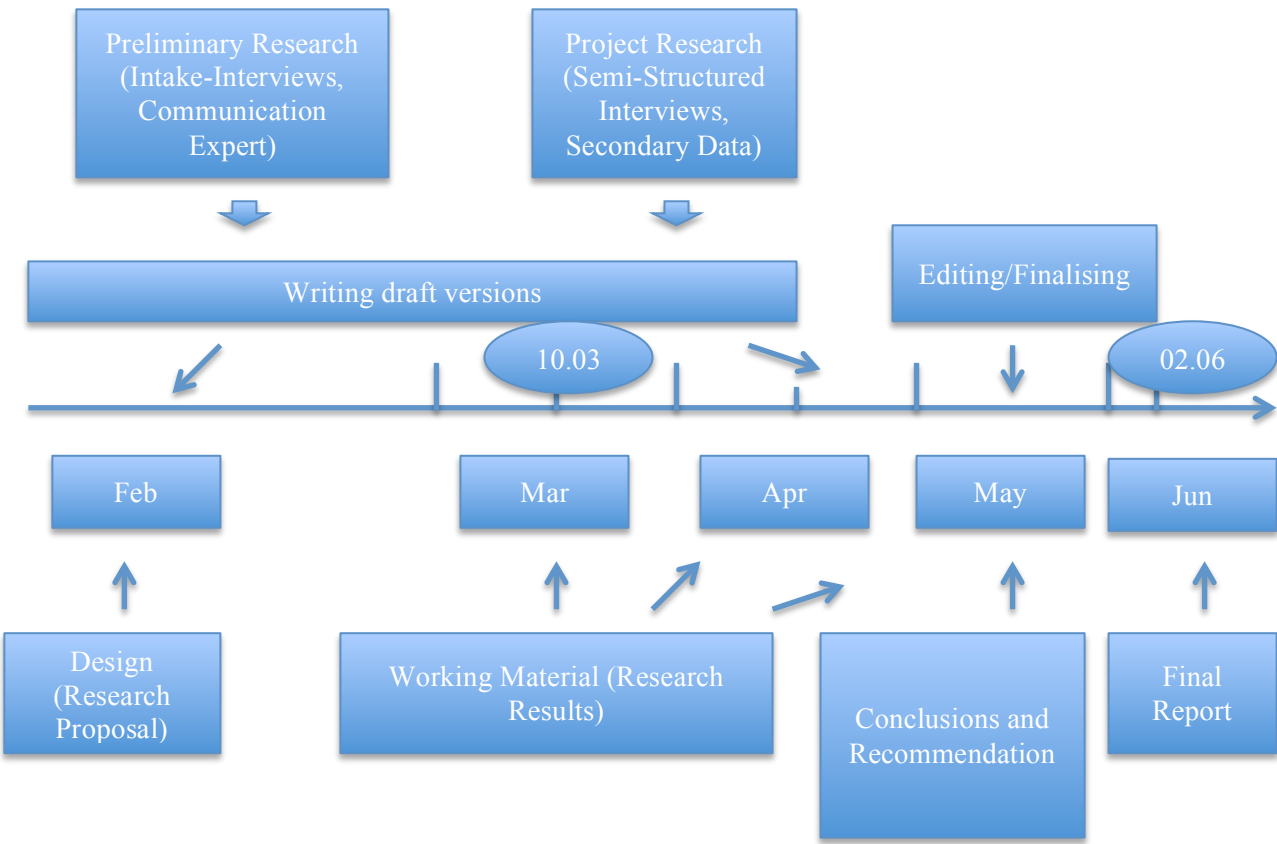 Preliminary Research
(Intake-Interviews,
Communication
Expert)
Project Research
(Semi-Structured
Interviews,
Secondary Data)
Writing draft versions
Editing/Finalising
10.03
02.06
Feb
Mar
Apr
May
Jun
Design
(Research
Proposal)
Working Material (Research
Results)
Conclusions and
Recommendation
Final
Report